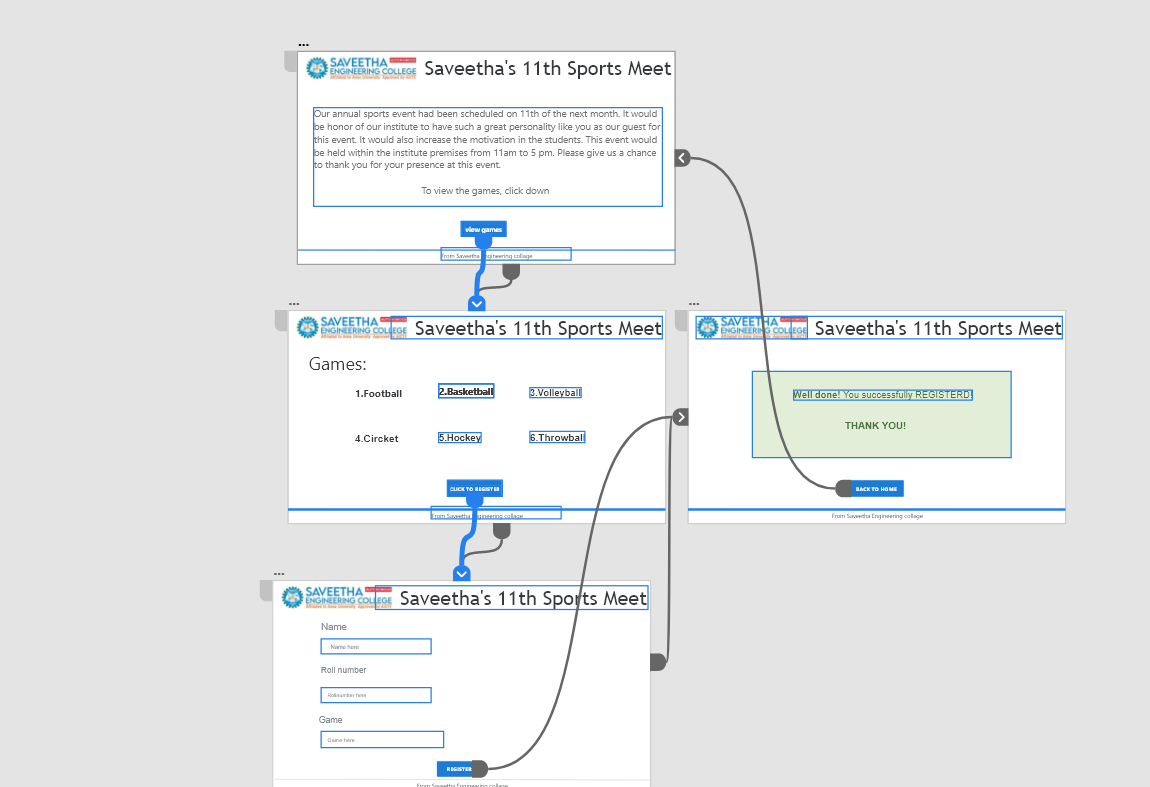 ...
SAVEETHA
ENGINEERING COLLEGE
Saveetha's 11th Sports Meet
Our annual sports event had been scheduled on 11th of the next month. It would
be honor of our institute to have such a great personality like you as our guest for
this event. It would also increase the motivation in the students. This event would
be held within the institute premises from 11am to 5 pm. Please give us a chance
to thank you for your presence at this event.
To view the games, click down
view games
From Saveetha Engineering collage
...
SAVEETHA
ENGINEERING COLLEGE
Saveetha's 11th Sports Meet
Games:
1.Football
2.Basketball
3.Volleyball
4.Circket
5.Hockey
6.Throwball
CLICK TO REGISTER
From Saveetha Engineering collage
...
SAVEETHA
ENGINEERING COLLEGE
Saveetha's 11th Sports Meet
Well done! You successfully REGISTERD!
THANK YOU!
BACK TO HOME
From Saveetha Engineering collage
...
SAVEETHA
ENGINEERING COLLEGE
Saveetha's 11th Sports Meet
Name
Name here
Roll number
Rollnumber here
Game
Game here
REGISTER
From Saveetha Engineering collage